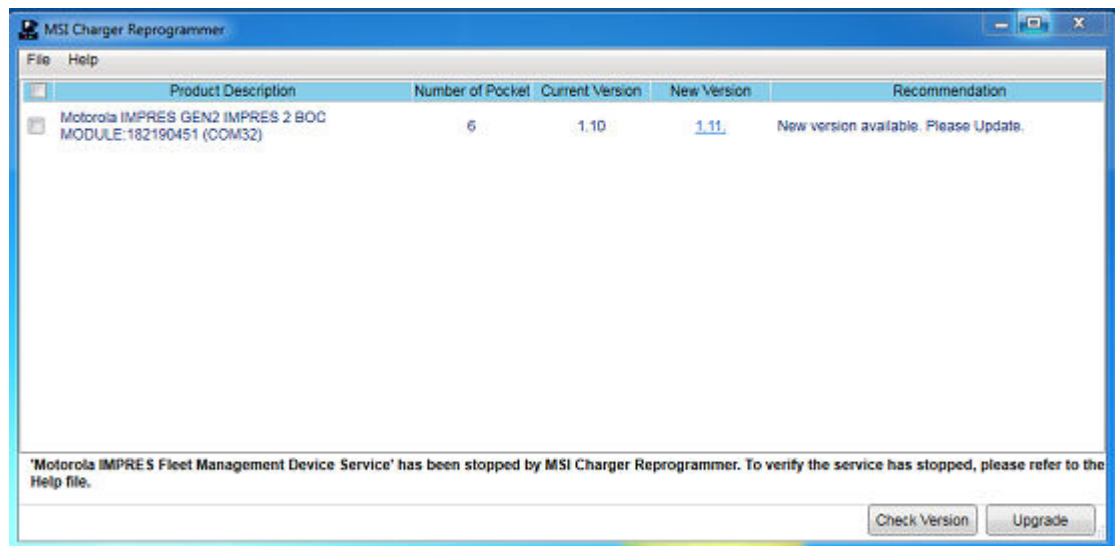 MSI Charger Reprogrammer
File Help
Product Description Number of Pocket Current Version New Version Recommendation
Motorola IMPRES GEN2 IMPRES 2 BOC
MODULE:182190451 (COM32) 6 1.10 1.11. New version available. Please Update.
'Motorola IMPRES Fleet Management Device Service' has been stopped by MSI Charger Reprogrammer. To verify the service has stopped, please refer to the
Help file.
Check Version Upgrade